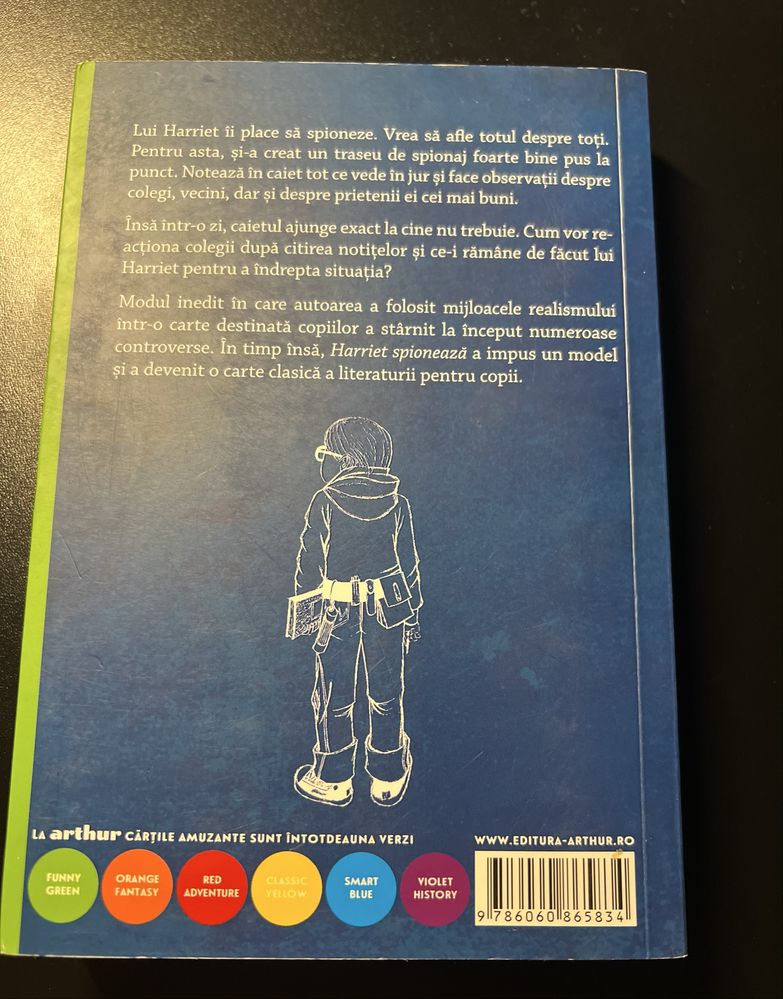 Lui Harriet îi place să spioneze. Vrea să afle totul despre toți.
Pentru asta, și-a creat un traseu de spionaj foarte bine pus la
punct. Notează în caiet tot ce vede în jur și face observații despre
colegi, vecini, dar și despre prietenii ei cei mai buni.
Însă într-o zi, caietul ajunge exact la cine nu trebuie. Cum vor re-
acționa colegii după citirea notițelor și ce-i rămâne de făcut lui
Harriet pentru a îndrepta situația?
Modul inedit în care autoarea a folosit mijloacele realismului
într-o carte destinată copiilor a stârnit la început numeroase
controverse. În timp însă, Harriet spionează a impus un model
și a devenit o carte clasică a literaturii pentru copii.
LA arthur CĂRȚILE AMUZANTE SUNT ÎNTOTDEAUNA VERZI
WWW.EDITURA-ARTHUR.RO
FUNNY
GREEN
ORANGE
FANTASY
RED
ADVENTURE
CLASSIC
YELLOW
SMART
BLUE
VIOLET
HISTORY
9 786060 865834